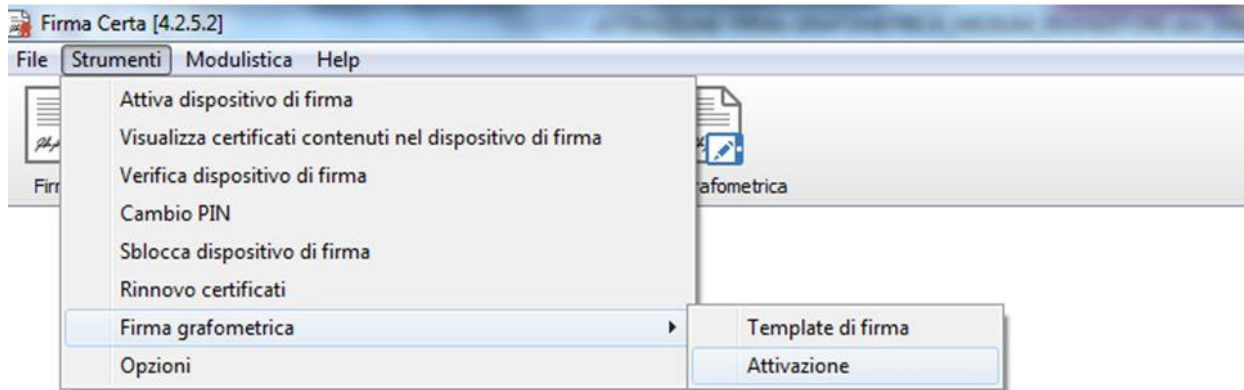 Firma Certa [4.2.5.2]
File Strumenti Modulistica Help
Attiva dispositivo di firma
Visualizza certificati contenuti nel dispositivo di firma
Verifica dispositivo di firma
Firr
afometrica
Cambio PIN
Sblocca dispositivo di firma
Rinnovo certificati
Firma grafometrica
Template di firma
Opzioni
Attivazione